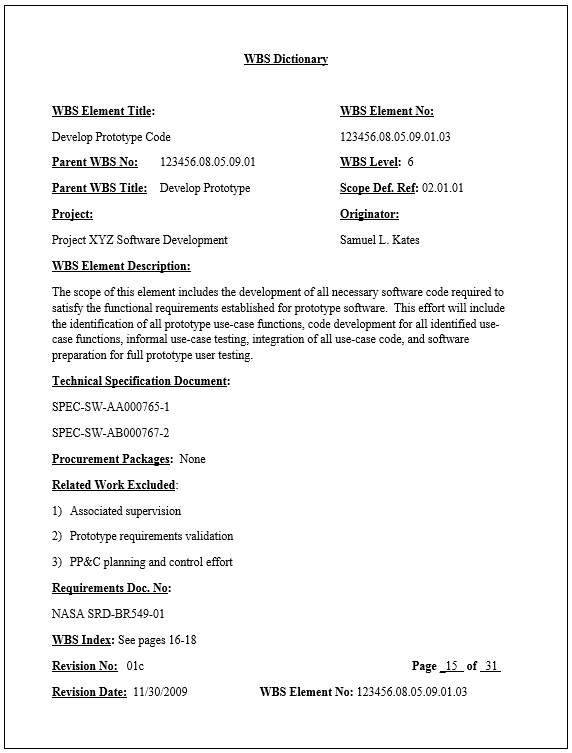 WBS Dictionary
WBS Element Title: WBS Element No:
Develop Prototype Code 123456.08.05.09.01.03
Parent WBS No: 123456.08.05.09.01 WBS Level: 6
Parent WBS Title: Develop Prototype Scope Def. Ref: 02.01.01
Project: Originator:
Project XYZ Software Development Samuel L. Kates
WBS Element Description:
The scope of this element includes the development of all necessary software code required to
satisfy the functional requirements established for prototype software. This effort will include
the identification of all prototype use-case functions, code development for all identified use-
case functions, informal use-case testing, integration of all use-case code, and software
preparation for full prototype user testing.
Technical Specification Document:
SPEC-SW-AA000765-1
SPEC-SW-AB000767-2
Procurement Packages: None
Related Work Excluded:
1) Associated supervision
2) Prototype requirements validation
3) PP&C planning and control effort
Requirements Doc. No:
NASA SRD-BR549-01
WBS Index: See pages 16-18
Revision No: 01c Page _15_ of _31_
Revision Date: 11/30/2009 WBS Element No: 123456.08.05.09.01.03